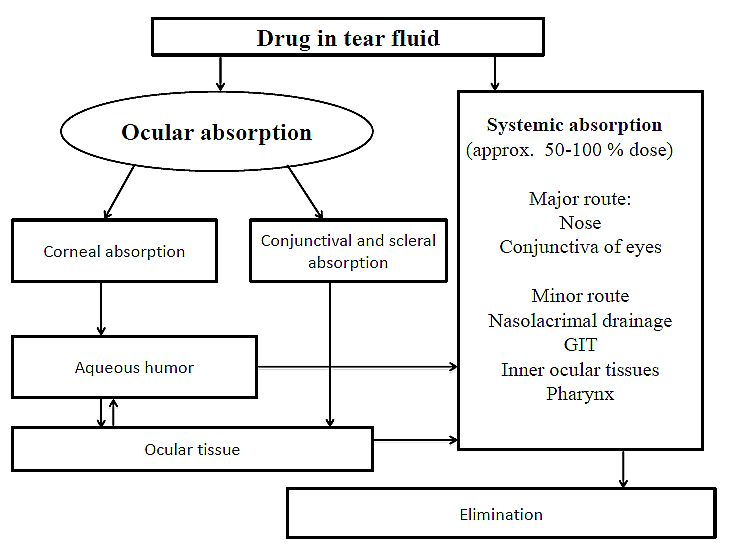 Drug in tear fluid
Ocular absorption
Systemic absorption
(approx. 50-100 % dose)
Major route:
Nose
Conjunctiva of eyes
Minor route
Nasolacrimal drainage
GIT
Inner ocular tissues
Pharynx
Corneal absorption
Conjunctival and scleral
absorption
Aqueous humor
Ocular tissue
Elimination